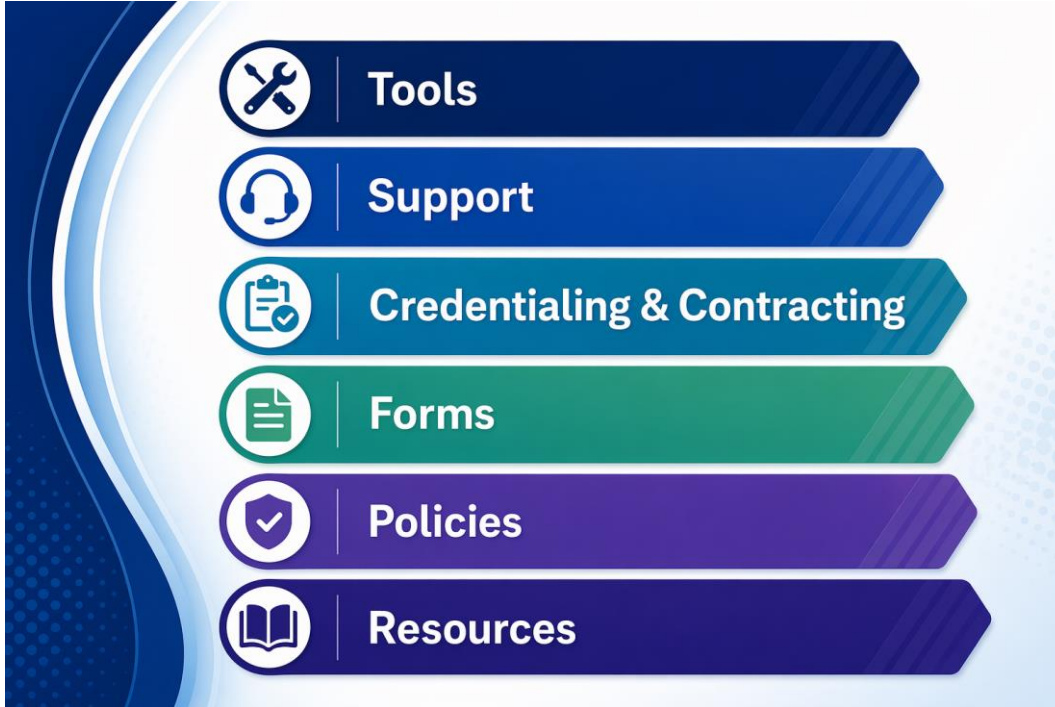 Tools
Support
Credentialing & Contracting
Forms
Policies
Resources